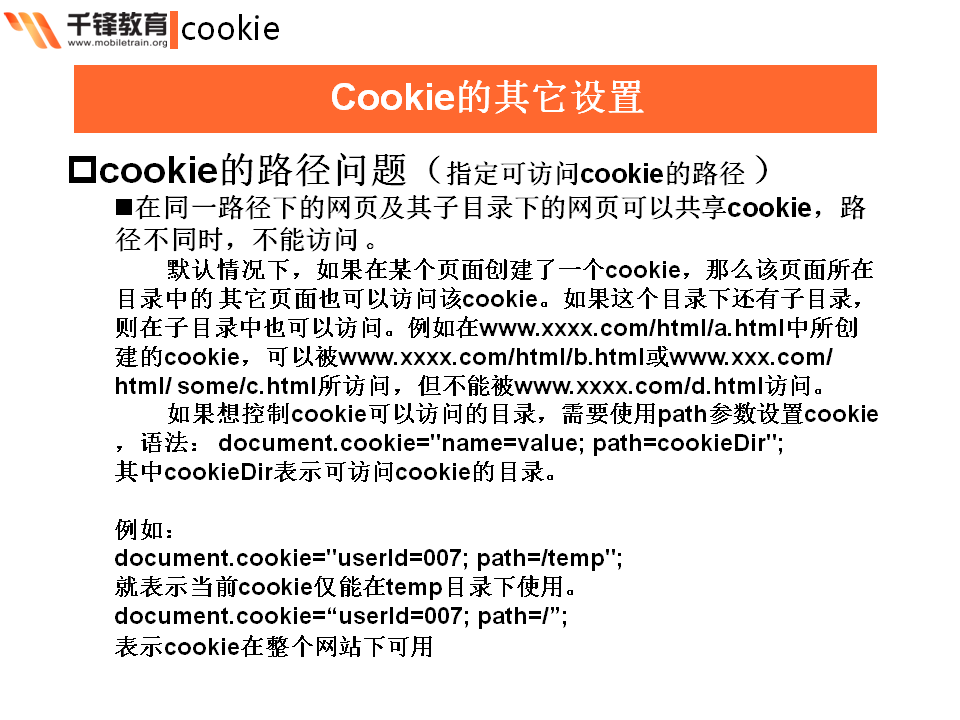 千锋教育
www.mobiletrain.org
cookie
Cookie的其它设置
cookie的路径问题（指定可访问cookie的路径）
在同一路径下的网页及其子目录下的网页可以共享cookie，路
径不同时，不能访问。
默认情况下，如果在某个页面创建了一个cookie，那么该页面所在
目录中的 其它页面也可以访问该cookie。如果这个目录下还有子目录，
则在子目录中也可以访问。例如在www.xxxx.com/html/a.html中所创
建的cookie，可以被www.xxxx.com/html/b.html或www.xxx.com/
html/ some/c.html所访问，但不能被www.xxxx.com/d.html访问。
如果想控制cookie可以访问的目录，需要使用path参数设置cookie
，语法： document.cookie="name=value; path=cookieDir";
其中cookieDir表示可访问cookie的目录。
例如：
document.cookie="userId=007; path=/temp";
就表示当前cookie仅能在temp目录下使用。
document.cookie=“userId=007; path=/”;
表示cookie在整个网站下可用